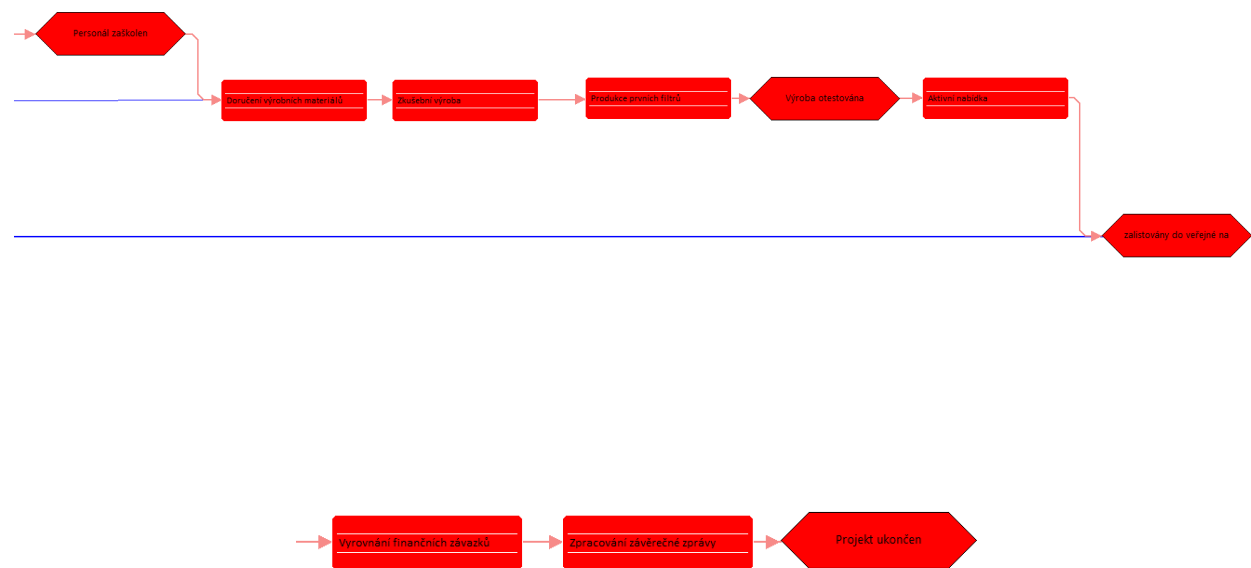 Personál zaškolen
Doručení výrobních materiálů
Zkušební výroba
Produkce prvních filtrů
Výroba otestována
Aktivní nabídka
zalistovány do veřejné na
Vyrovnání finančních závazků
Zpracování závěrečné zprávy
Projekt ukončen